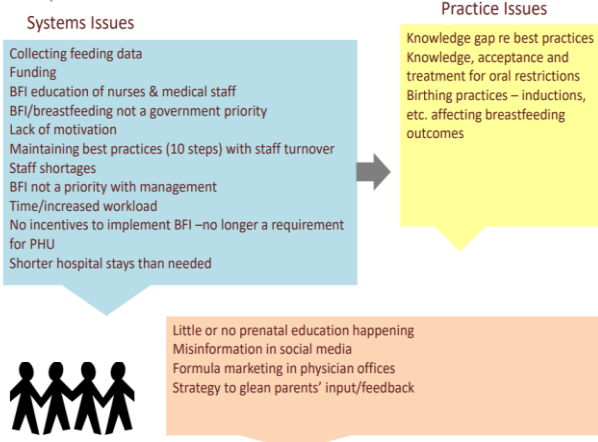 Systems Issues
Collecting feeding data
Funding
BFI education of nurses & medical staff
BFI/breastfeeding not a government priority
Lack of motivation
Maintaining best practices (10 steps) with staff turnover
Staff shortages
BFI not a priority with management
Time/increased workload
No incentives to implement BFI –no longer a requirement
for PHU
Shorter hospital stays than needed
Practice Issues
Knowledge gap re best practices
Knowledge, acceptance and
treatment for oral restrictions
Birthing practices – inductions,
etc. affecting breastfeeding
outcomes
Little or no prenatal education happening
Misinformation in social media
Formula marketing in physician offices
Strategy to glean parents’ input/feedback